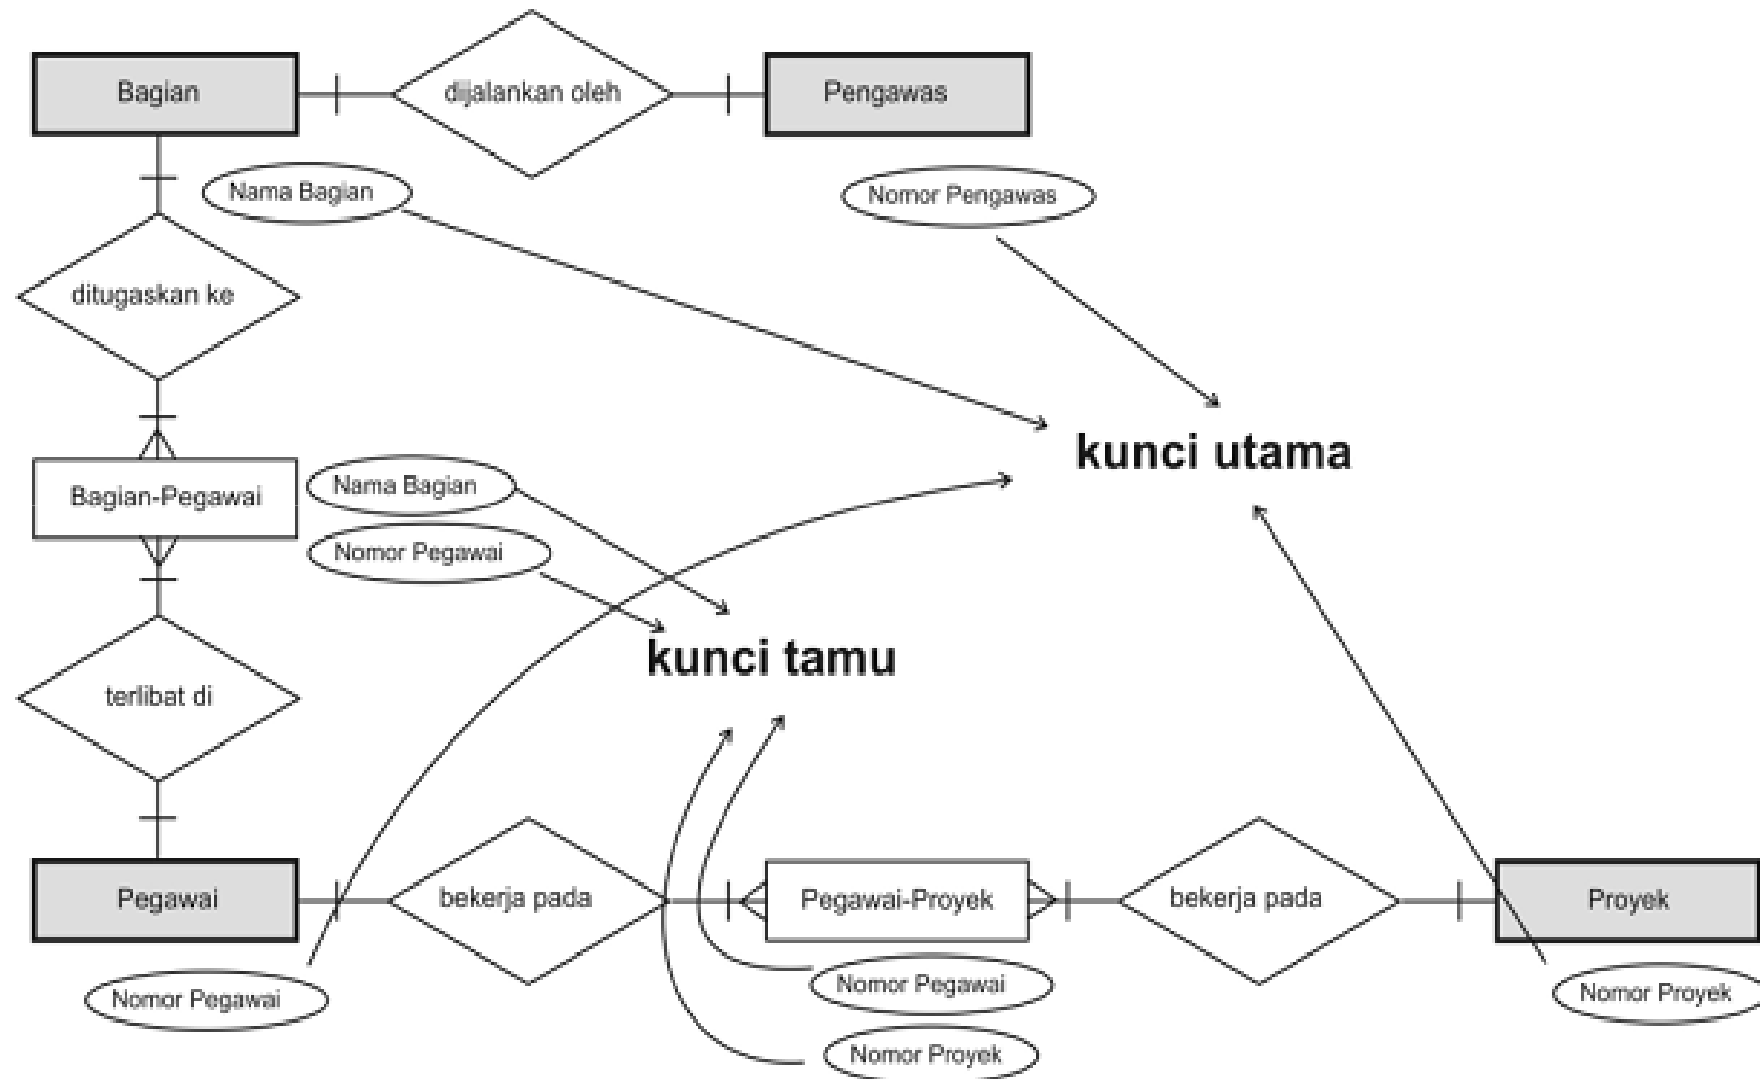 Bagian
dijalankan oleh
Pengawas
Nama Bagian
Nomor Pengawas
ditugaskan ke
kunci utama
Bagian-Pegawai
Nama Bagian
Nomor Pegawai
kunci tamu
terlibat di
Pegawai
bekerja pada
Pegawai-Proyek
bekerja pada
Proyek
Nomor Pegawai
Nomor Pegawai
Nomor Proyek
Nomor Proyek